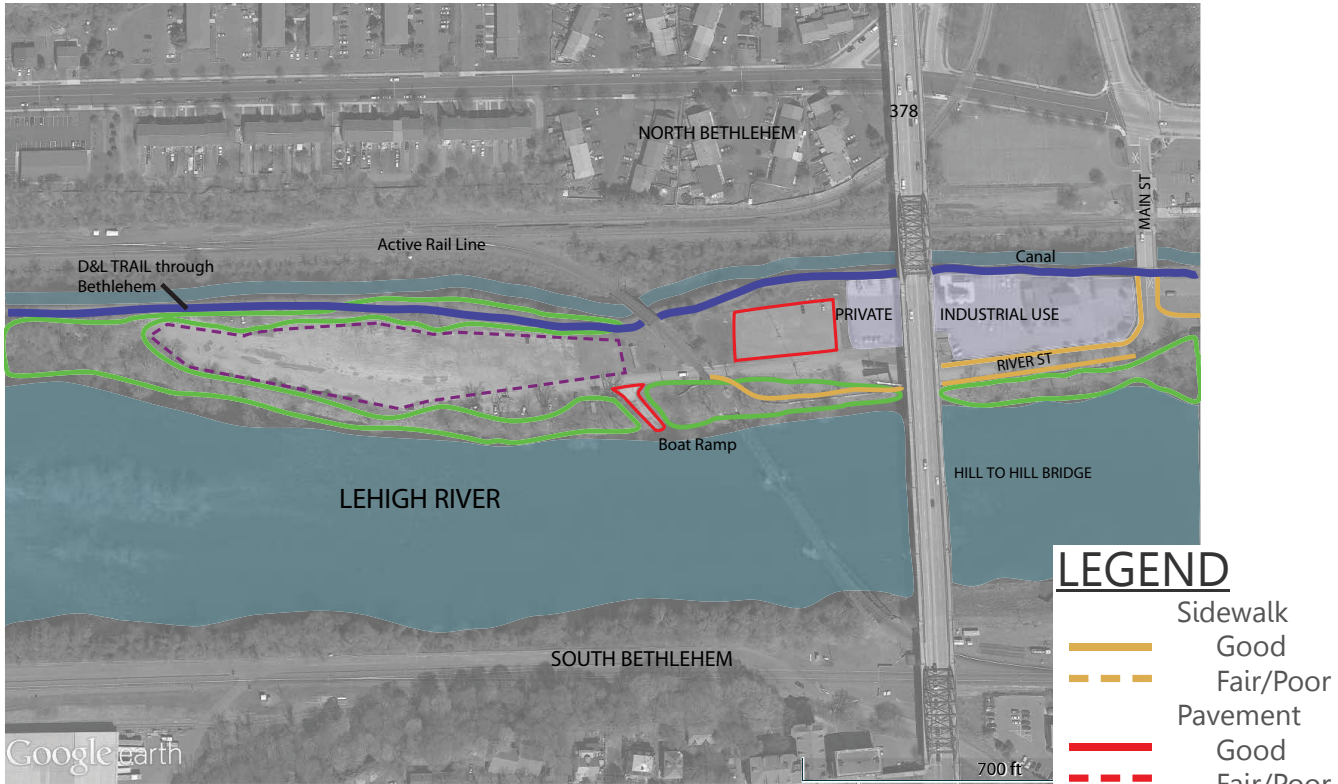 NORTH BETHLEHEM
378
MAIN ST
Active Rail Line
Canal
D&L TRAIL through
Bethlehem
PRIVATE
INDUSTRIAL USE
RIVER ST
Boat Ramp
HILL TO HILL BRIDGE
LEHIGH RIVER
SOUTH BETHLEHEM
Google earth
700 ft
LEGEND
Sidewalk
Good
Fair/Poor
Pavement
Good
Fair/Poor